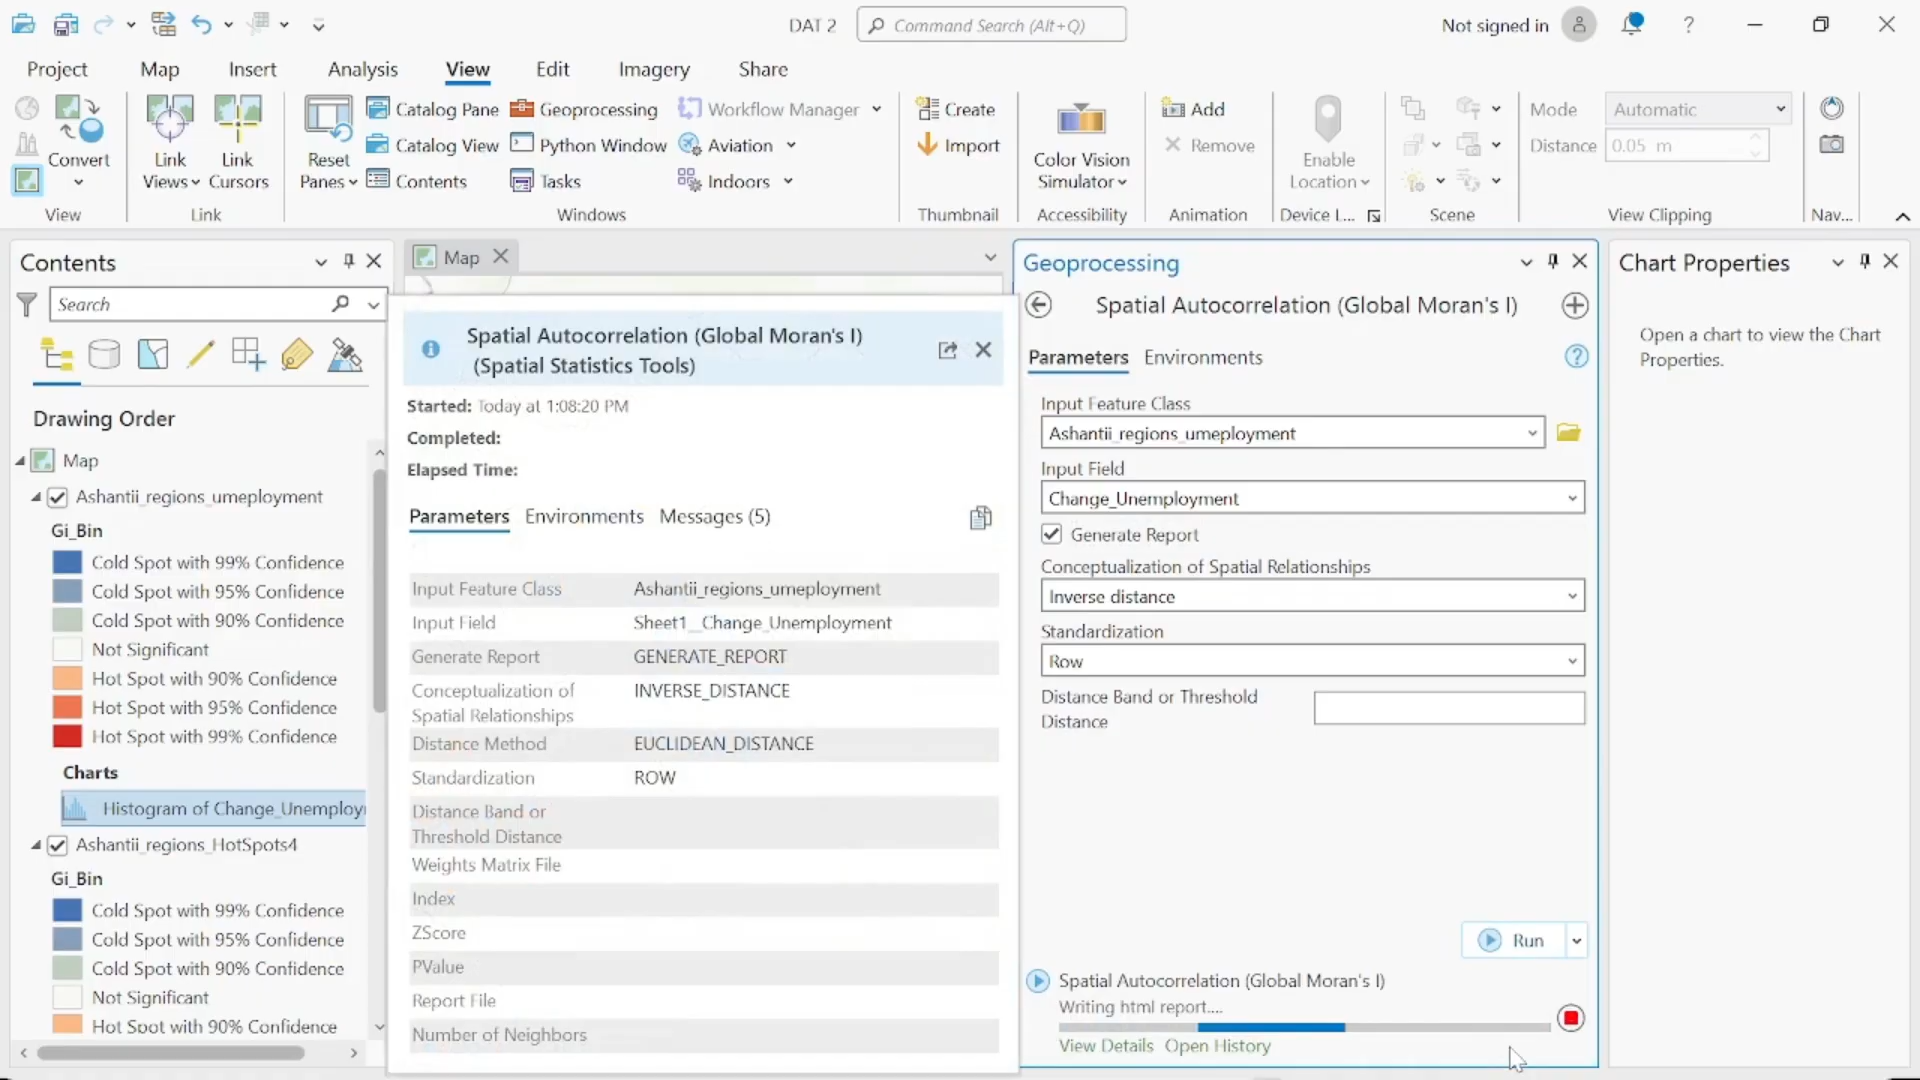 DAT 2
Command Search (Alt+Q)
Not signed in
Project
Map
Insert
Analysis
View
Edit
Imagery
Share
Convert
Link
Views
Link
Cursors
Reset
Panes
Catalog Pane
Catalog View
Contents
Geoprocessing
Python Window
Tasks
Workflow Manager
Aviation
Indoors
Create
Import
Color Vision
Simulator
Add
Remove
Enable
Location
Mode
Automatic
Distance
0.05 m
View
Link
Windows
Thumbnail
Accessibility
Animation
Device L...
Scene
View Clipping
Nav...
Contents
Search
Drawing Order
Map
Ashantii_regions_umeployment
Gi_Bin
Cold Spot with 99% Confidence
Cold Spot with 95% Confidence
Cold Spot with 90% Confidence
Not Significant
Hot Spot with 90% Confidence
Hot Spot with 95% Confidence
Hot Spot with 99% Confidence
Charts
Histogram of Change_Unemploy
Ashantii_regions_HotSpots4
Gi_Bin
Cold Spot with 99% Confidence
Cold Spot with 95% Confidence
Cold Spot with 90% Confidence
Not Significant
Hot Spot with 90% Confidence
Map
Spatial Autocorrelation (Global Moran's I)
(Spatial Statistics Tools)
Started: Today at 1:08:20 PM
Completed:
Elapsed Time:
Parameters
Environments
Messages (5)
Input Feature Class Ashantii_regions_umeployment
Input Field Sheet1__Change_Unemployment
Generate Report GENERATE_REPORT
Conceptualization of INVERSE_DISTANCE
Spatial Relationships
Distance Method EUCLIDEAN_DISTANCE
Standardization ROW
Distance Band or
Threshold Distance
Weights Matrix File
Index
ZScore
PValue
Report File
Number of Neighbors
Geoprocessing
Spatial Autocorrelation (Global Moran's I)
Parameters
Environments
Input Feature Class
Ashantii_regions_umeployment
Input Field
Change_Unemployment
Generate Report
Conceptualization of Spatial Relationships
Inverse distance
Standardization
Row
Distance Band or Threshold
Distance
Run
Spatial Autocorrelation (Global Moran's I)
Writing html report....
View Details Open History
Chart Properties
Open a chart to view the Chart
Properties.